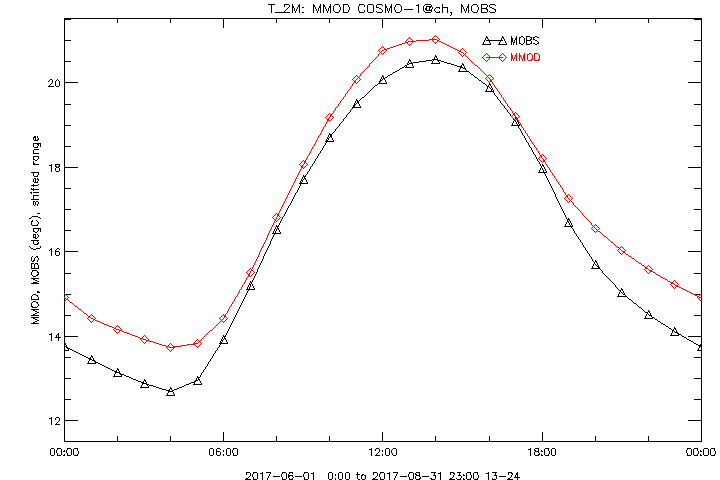 T_2M: MMOD COSMO-1@ch, MOBS
MOBS
MMOD
MMOD, MOBS (degC), shifted range
20
18
16
14
12
00:00 06:00 12:00 18:00 00:00
2017-06-01 0:00 to 2017-08-31 23:00 13-24